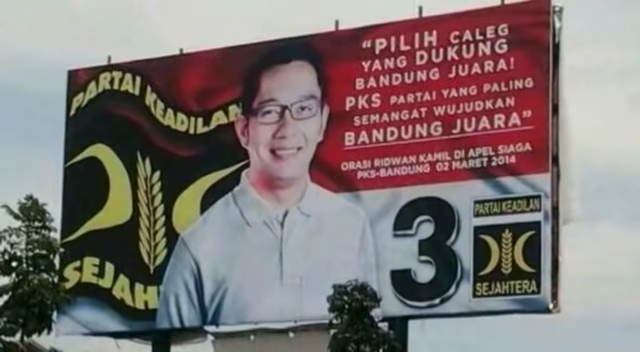 PARTAI KEADILAN
SEJAHTERA
"PILIH CALEG
YANG DUKUNG
BANDUNG JUARA!
PKS PARTAI YANG PALING
SEMANGAT WUJUDKAN
BANDUNG JUARA"
ORASI RIDWAN KAMIL DI APEL SIAGA
PKS-BANDUNG 02 MARET 2014
3
PARTAI KEADILAN
SEJAHTERA